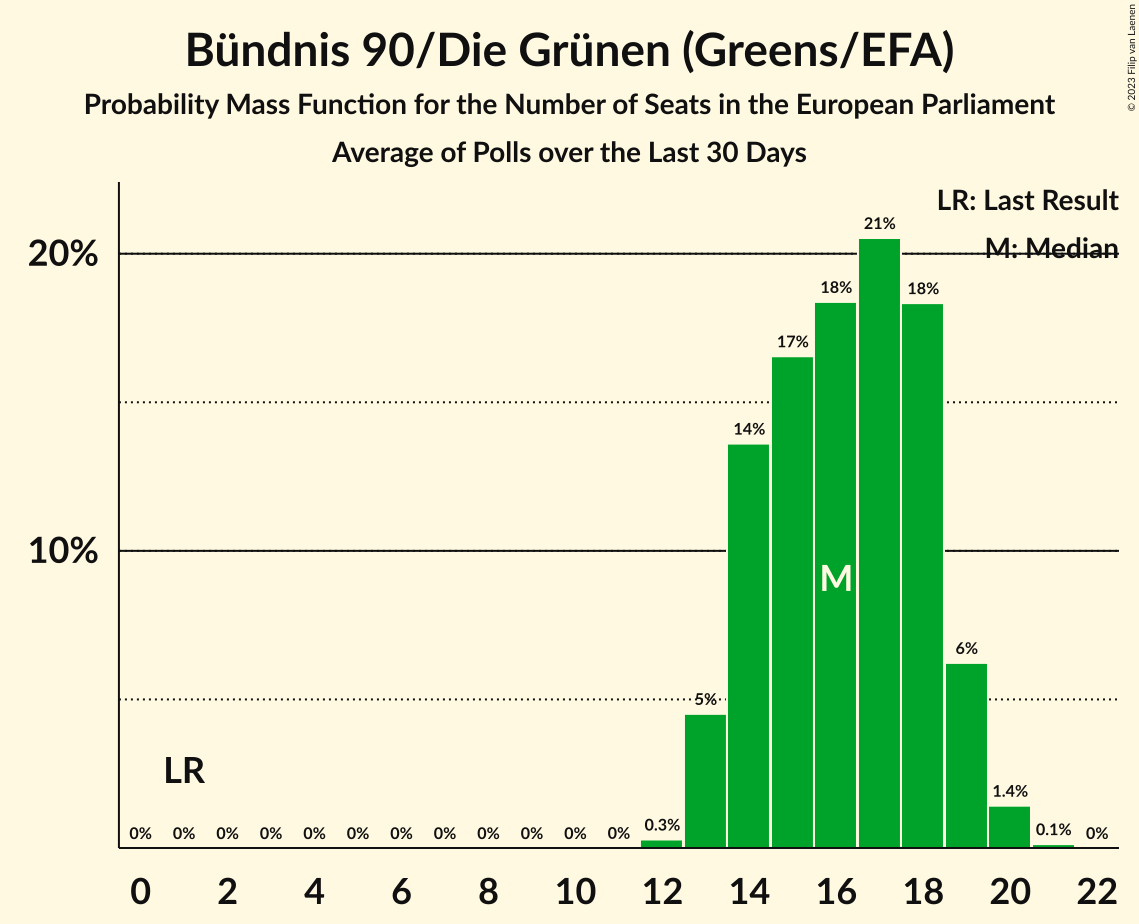 Bündnis 90/Die Grünen (Greens/EFA)
Probability Mass Function for the Number of Seats in the European Parliament
Average of Polls over the Last 30 Days
© 2023 Filip van Laenen
LR: Last Result
M: Median
20%
10%
0% 0% 0% 0% 0% 0% 0% 0% 0% 0% 0% 0% 0.3% 5% 14% 17% 18% 21% 18% 6% 1.4% 0.1% 0%
M
LR
0 2 4 6 8 10 12 14 16 18 20 22